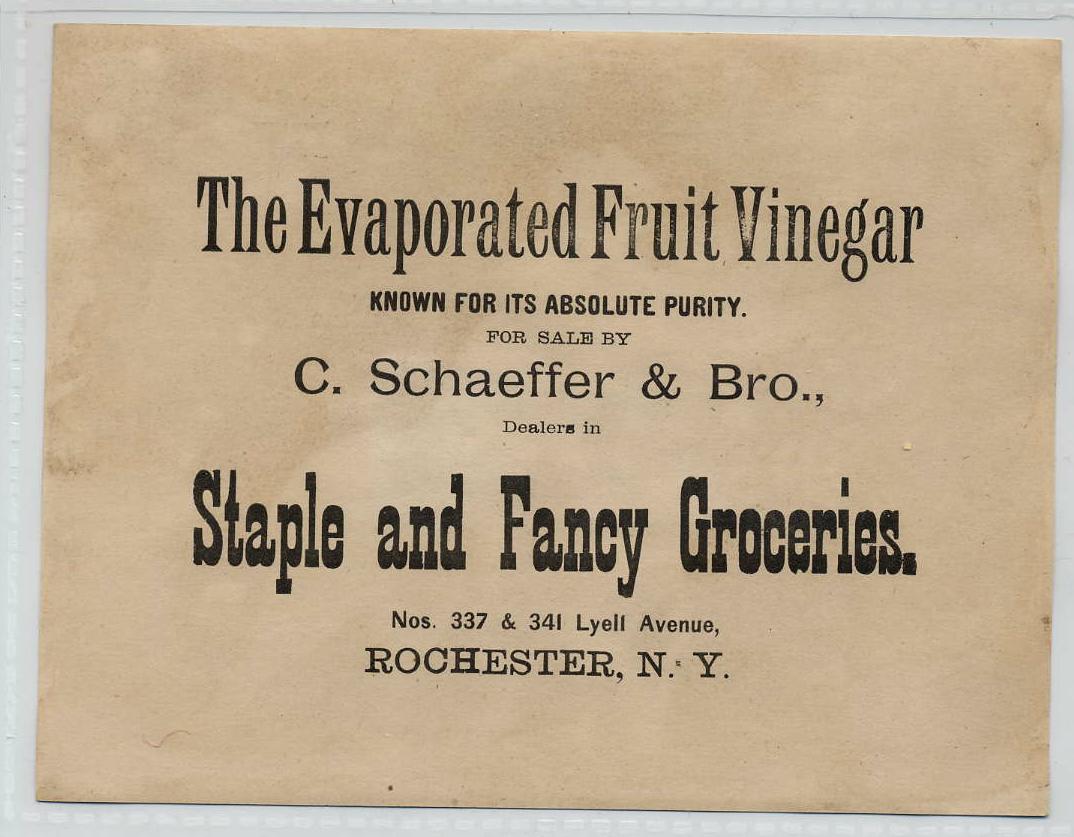 The Evaporated Fruit Vinegar
KNOWN FOR ITS ABSOLUTE PURITY.
FOR SALE BY
C. Schaeffer & Bro.,
Dealers in
Staple and Fancy Groceries.
Nos. 337 & 341 Lyell Avenue,
ROCHESTER, N. Y.